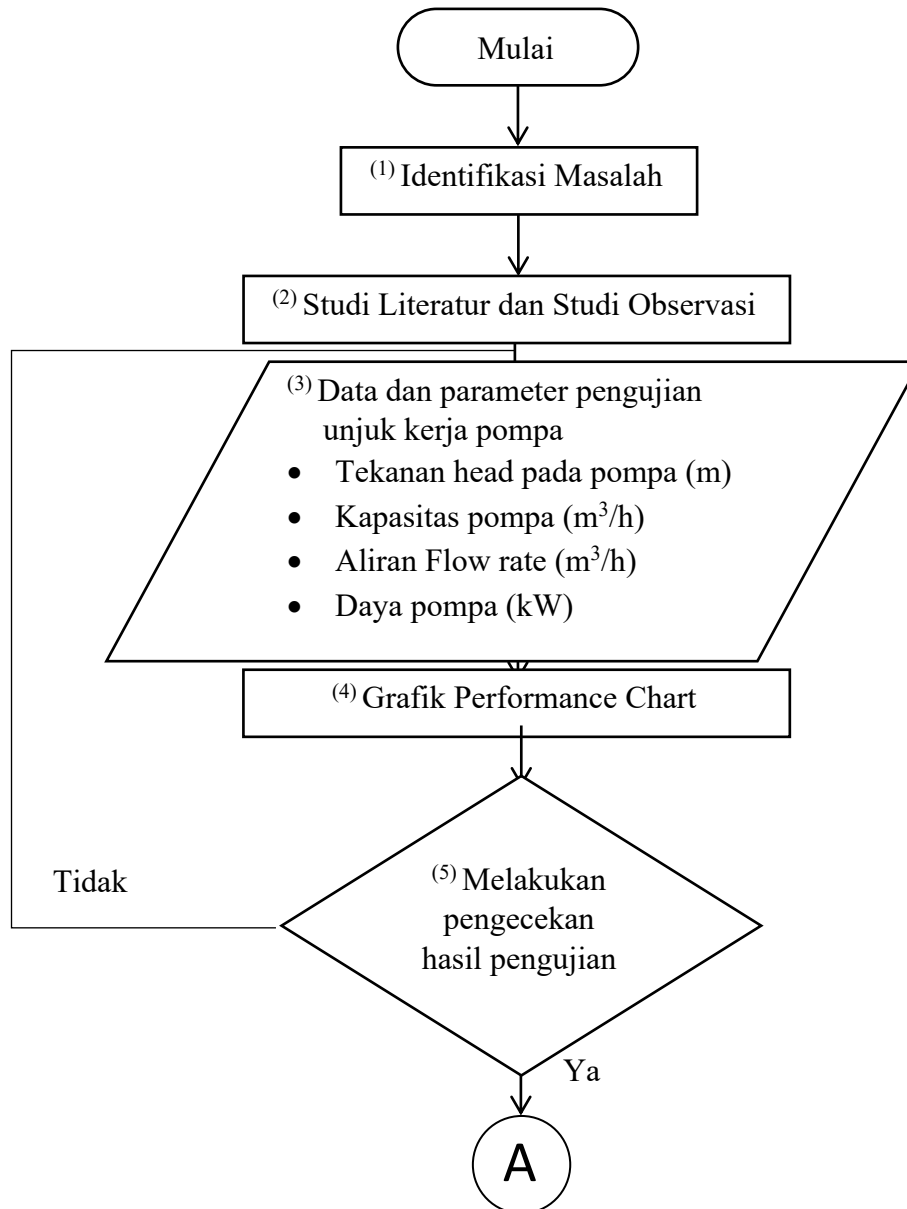 Mulai
(1) Identifikasi Masalah
(2) Studi Literatur dan Studi Observasi
(3) Data dan parameter pengujian
unjuk kerja pompa
• Tekanan head pada pompa (m)
• Kapasitas pompa (m³/h)
• Aliran Flow rate (m³/h)
• Daya pompa (kW)
(4) Grafik Performance Chart
Tidak
(5) Melakukan
pengecekan
hasil pengujian
Ya
A